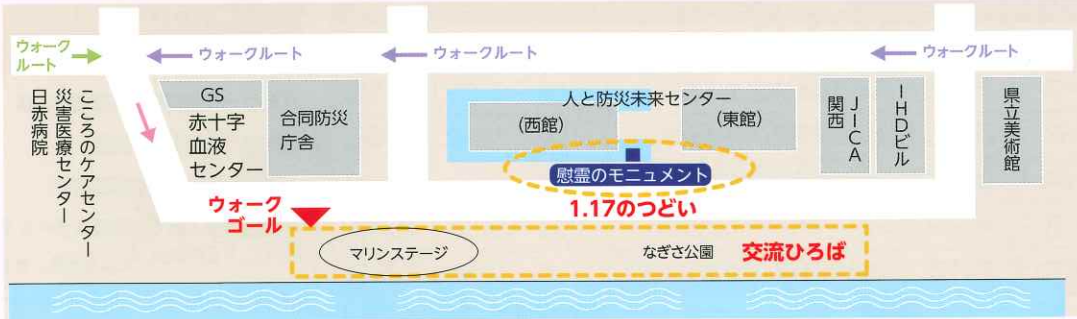 ウォーク
ルート
ウォークルート
ウォークルート
ウォークルート
こころのケアセンター
災害医療センター
日赤病院
GS
赤十字
血液
センター
合同防災
庁舎
人と防災未来センター
(西館)
(東館)
慰霊のモニュメント
JICA
関西
IHDビル
県立美術館
1.17のつどい
ウォーク
ゴール
マリンステージ
なぎさ公園
交流ひろば